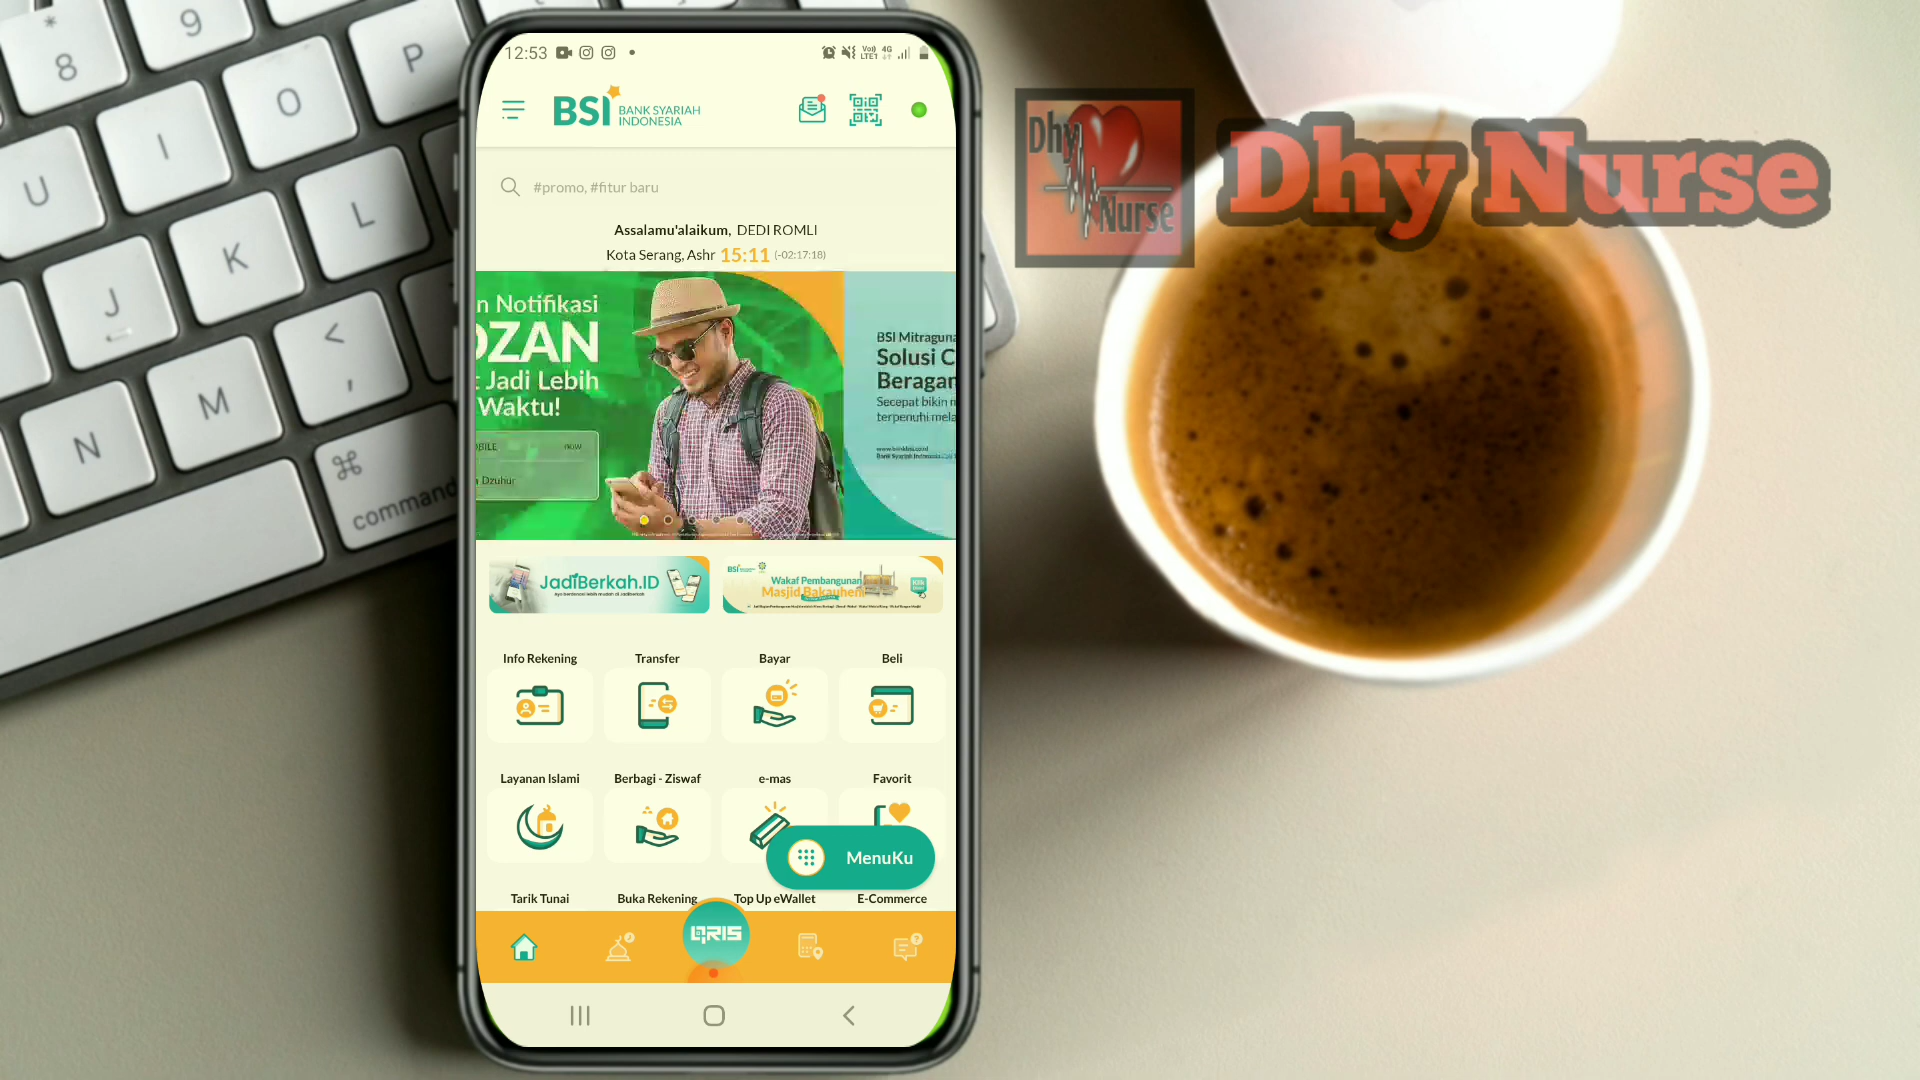 12:53
BSI BANK SYARIAH INDONESIA
#promo, #fitur baru
Assalamu'alaikum, DEDI ROMLI
Kota Serang, Ashr 15:11 (-02:17:18)
n Notifikasi
OZAN
Jadi Lebih
Waktu!
now
Dzuhur
BSI Mitraguna
Solusi C
Beragan
Secepat bikin
JadiBerkah.ID
BSI
Wakaf Pembangunan
Masjid Bakauheni
Info Rekening
Transfer
Bayar
Beli
Layanan Islami
Berbagi - Ziswaf
e-mas
Favorit
MenuKu
Tarik Tunai
Buka Rekening
Top Up eWallet
E-Commerce
QRIS
Dhy
Nurse
Dhy Nurse
*
8
9
P
O
I
U
L
K
J
<
,
M
N
⌘
command